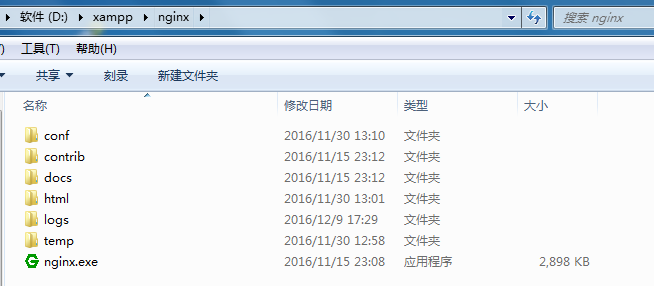 软件 (D:) ▸ xampp ▸ nginx ▸ 搜索 nginx
) 工具(T) 帮助(H)
共享 刻录 新建文件夹
名称 修改日期 类型 大小
conf 2016/11/30 13:10 文件夹
contrib 2016/11/15 23:12 文件夹
docs 2016/11/15 23:12 文件夹
html 2016/11/30 13:01 文件夹
logs 2016/12/9 17:29 文件夹
temp 2016/11/30 12:58 文件夹
nginx.exe 2016/11/15 23:08 应用程序 2,898 KB